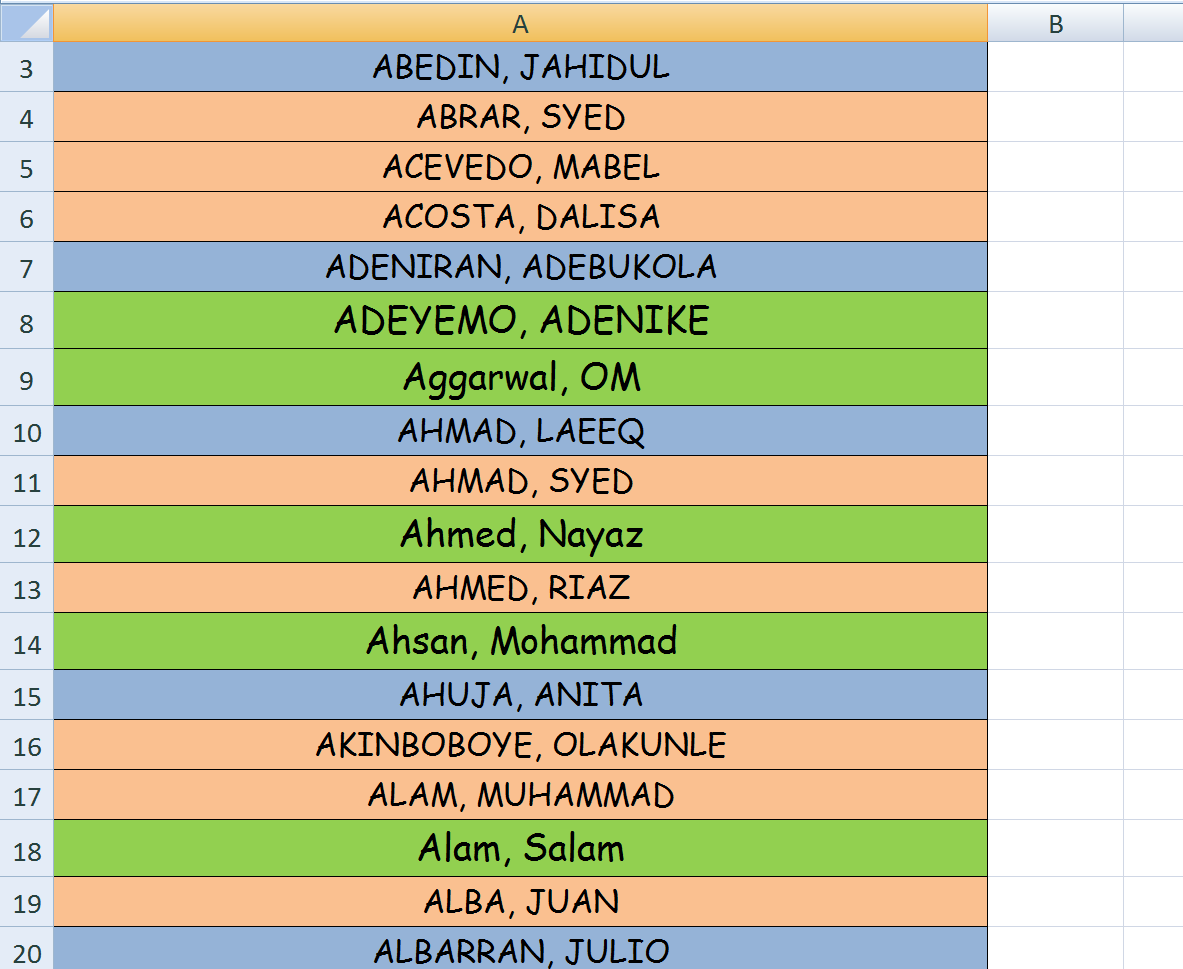 A B
3 ABEDIN, JAHIDUL
4 ABRAR, SYED
5 ACEVEDO, MABEL
6 ACOSTA, DALISA
7 ADENIRAN, ADEBUKOLA
8 ADEYEMO, ADENIKE
9 Aggarwal, OM
10 AHMAD, LAEEQ
11 AHMAD, SYED
12 Ahmed, Nayaz
13 AHMED, RIAZ
14 Ahsan, Mohammad
15 AHUJA, ANITA
16 AKINBOBOYE, OLAKUNLE
17 ALAM, MUHAMMAD
18 Alam, Salam
19 ALBA, JUAN
20 ALBARRAN, JULIO